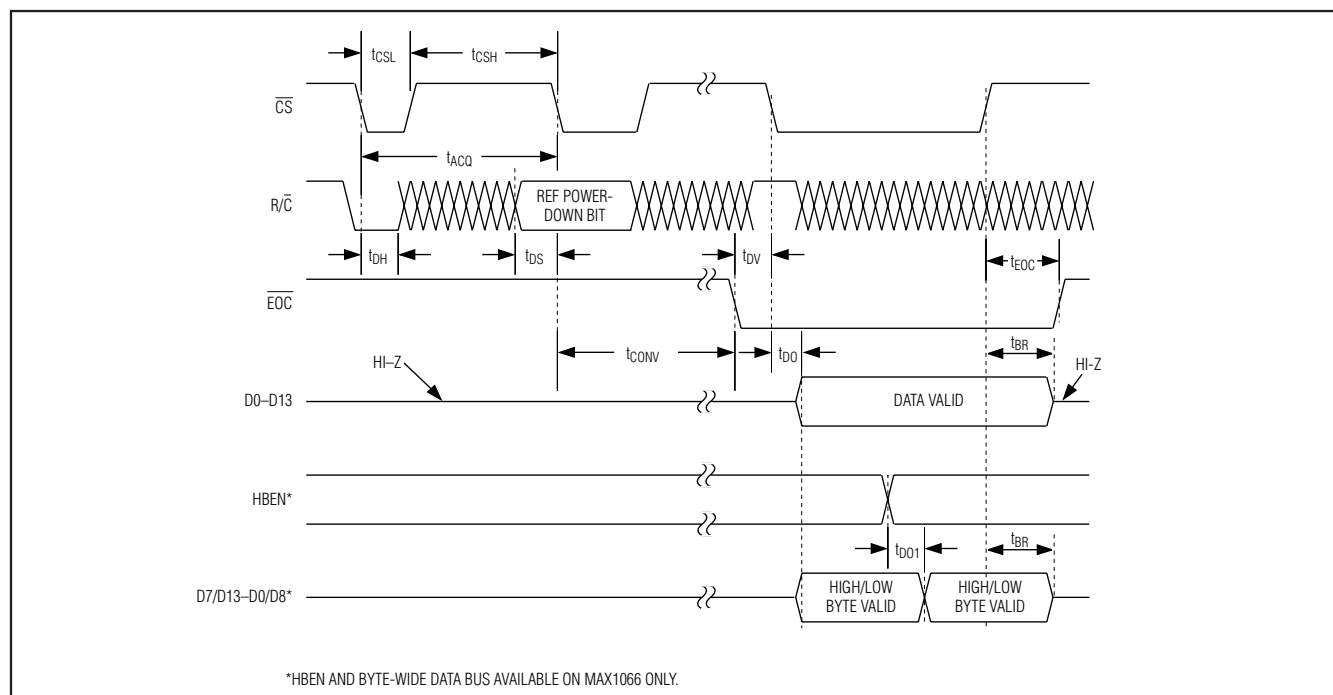 tCSL
tCSH
CS
tACQ
R/C
REF POWER-
DOWN BIT
tDH
tDS
tDV
tEOC
EOC
tCONV
tDO
tBR
HI–Z
HI-Z
D0–D13
DATA VALID
HBEN*
tDO1
tBR
D7/D13–D0/D8*
HIGH/LOW
BYTE VALID
HIGH/LOW
BYTE VALID
*HBEN AND BYTE-WIDE DATA BUS AVAILABLE ON MAX1066 ONLY.